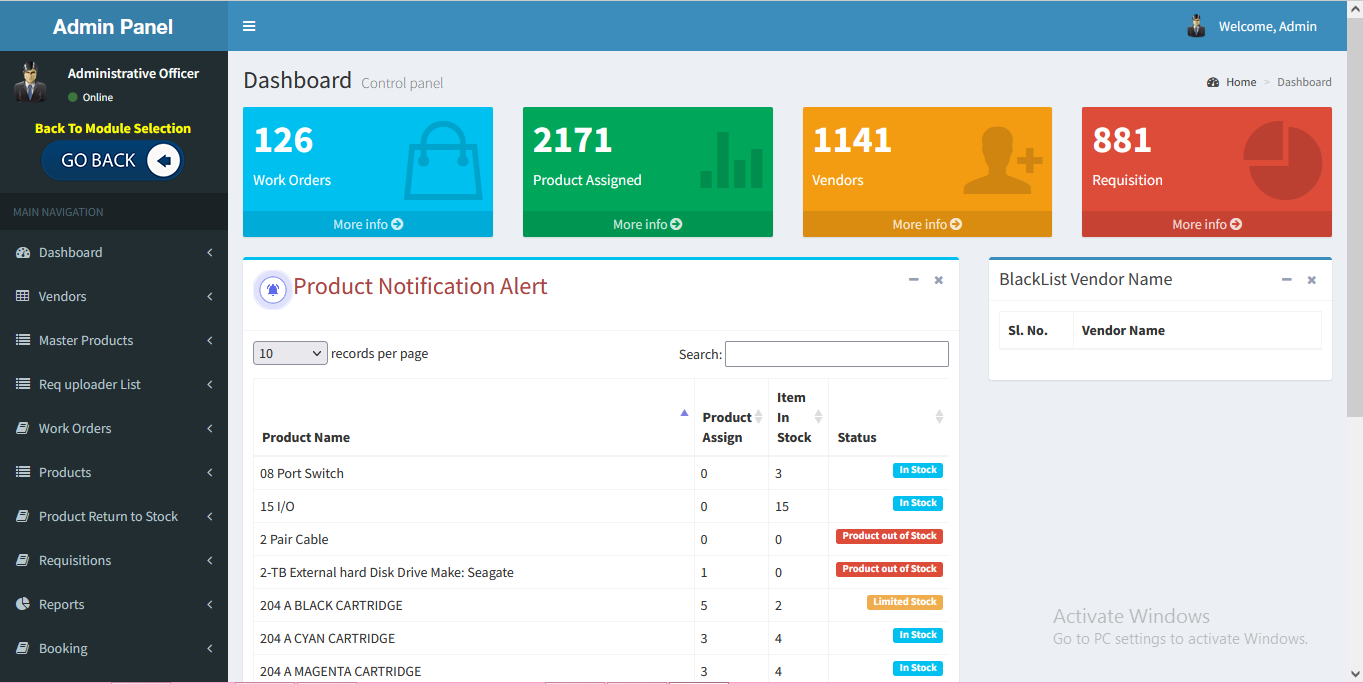 Admin Panel
Welcome, Admin
Administrative Officer
Online
Back To Module Selection
GO BACK
MAIN NAVIGATION
Dashboard
Vendors
Master Products
Req uploader List
Work Orders
Products
Product Return to Stock
Requisitions
Reports
Booking
Dashboard Control panel
Home > Dashboard
126
Work Orders
More info
2171
Product Assigned
More info
1141
Vendors
More info
881
Requisition
More info
Product Notification Alert
10 records per page
Search:
Product Name Product Assign Item In Stock Status
08 Port Switch 0 3 In Stock
15 I/O 0 15 In Stock
2 Pair Cable 0 0 Product out of Stock
2-TB External hard Disk Drive Make: Seagate 1 0 Product out of Stock
204 A BLACK CARTRIDGE 5 2 Limited Stock
204 A CYAN CARTRIDGE 3 4 In Stock
204 A MAGENTA CARTRIDGE 3 4 In Stock
BlackList Vendor Name
Sl. No. Vendor Name
Activate Windows
Go to PC settings to activate Windows.